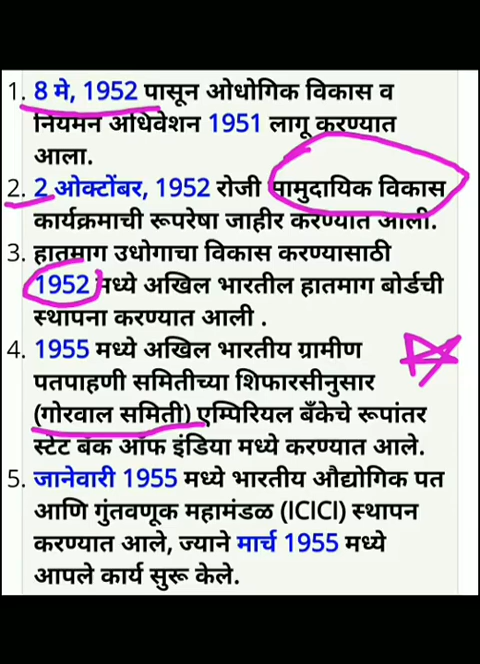 1. 8 मे, 1952 पासून ओधोगिक विकास व
नियमन अधिवेशन 1951 लागू करण्यात
आला.
2. 2 ओक्टोंबर, 1952 रोजी सामुदायिक विकास
कार्यक्रमाची रूपरेषा जाहीर करण्यात आली.
3. हातमाग उधोगाचा विकास करण्यासाठी
1952 मध्ये अखिल भारतील हातमाग बोर्डची
स्थापना करण्यात आली .
4. 1955 मध्ये अखिल भारतीय ग्रामीण
पतपाहणी समितीच्या शिफारसीनुसार
(गोरवाल समिती) एम्पिरियल बँकेचे रूपांतर
स्टेट बँक ऑफ इंडिया मध्ये करण्यात आले.
5. जानेवारी 1955 मध्ये भारतीय औद्योगिक पत
आणि गुंतवणूक महामंडळ (ICICI) स्थापन
करण्यात आले, ज्याने मार्च 1955 मध्ये
आपले कार्य सुरू केले.